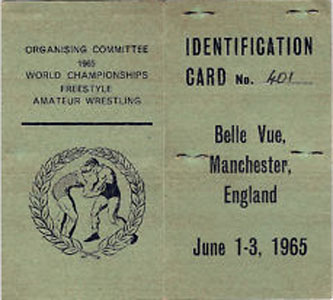 ORGANISING COMMITTEE
1965
WORLD CHAMPIONSHIPS
FREESTYLE
AMATEUR WRESTLING
IDENTIFICATION
CARD No. 401
Belle Vue,
Manchester,
England
June 1-3, 1965